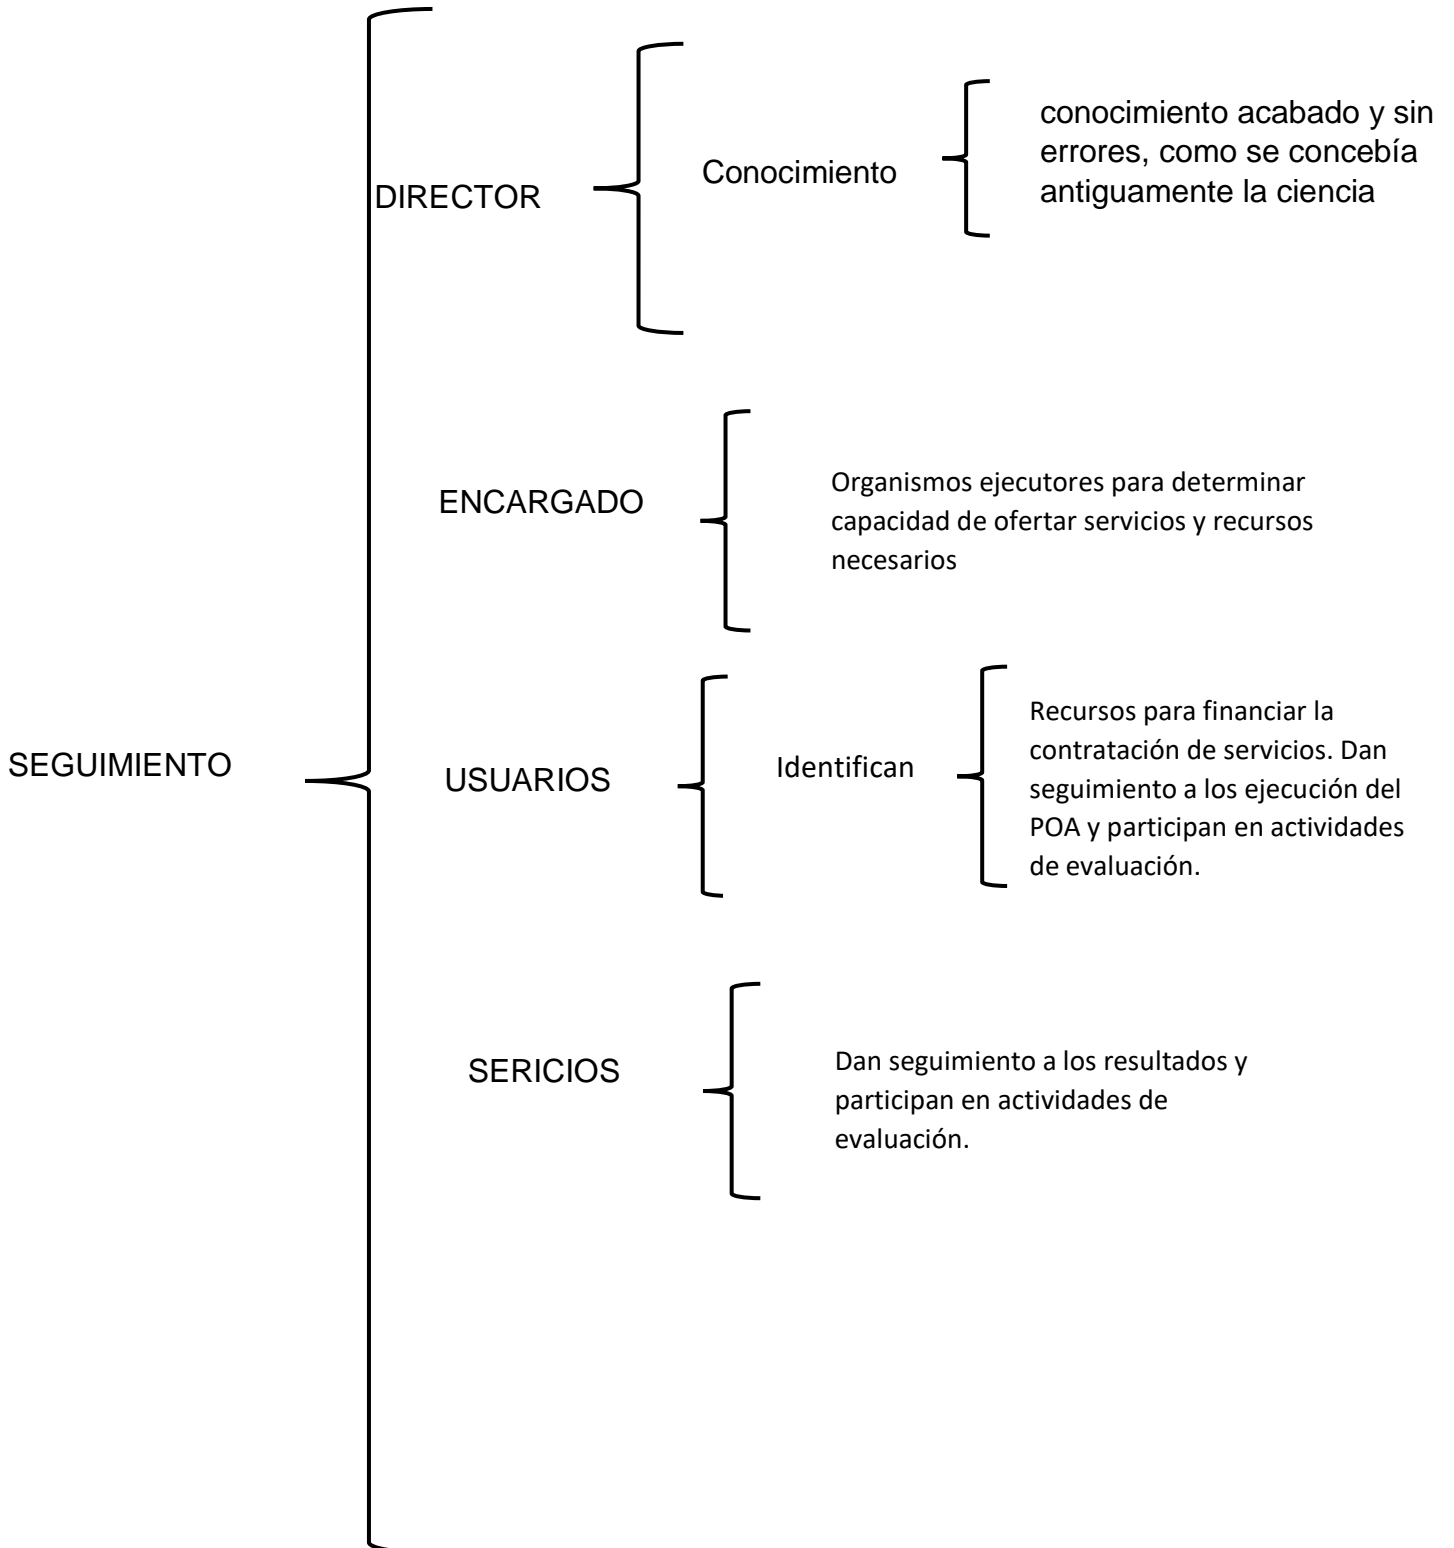 DIRECTOR
Conocimiento
conocimiento acabado y sin
errores, como se concebía
antiguamente la ciencia
ENCARGADO
Organismos ejecutores para determinar
capacidad de ofertar servicios y recursos
necesarios
SEGUIMIENTO
USUARIOS
Identifican
Recursos para financiar la
contratación de servicios. Dan
seguimiento a los ejecución del
POA y participan en actividades
de evaluación.
SERICIOS
Dan seguimiento a los resultados y
participan en actividades de
evaluación.